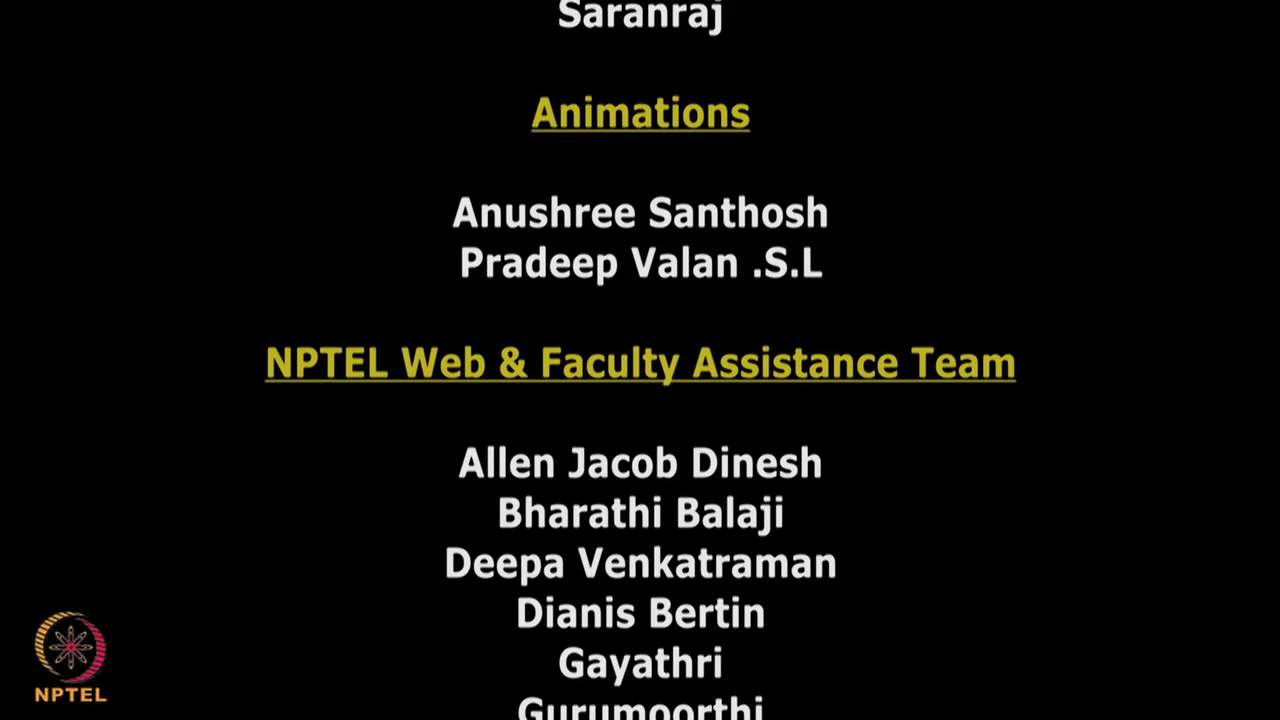 Saranraj
Animations
Anushree Santhosh
Pradeep Valan .S.L
NPTEL Web & Faculty Assistance Team
Allen Jacob Dinesh
Bharathi Balaji
Deepa Venkatraman
Dianis Bertin
Gayathri
Gurumoorthi
NPTEL